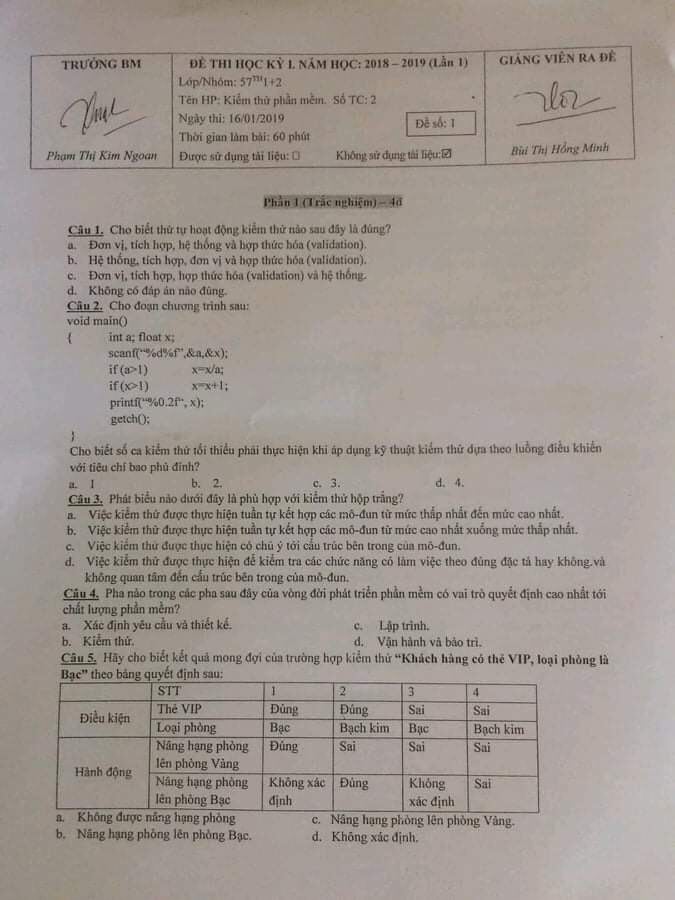 TRƯỞNG BM
Phạm Thị Kim Ngoan
ĐỀ THI HỌC KỲ I. NĂM HỌC: 2018 – 2019 (Lần 1)
Lớp/Nhóm: 57TH1+2
Tên HP: Kiểm thử phần mềm. Số TC: 2
Ngày thi: 16/01/2019
Đề số: 1
Thời gian làm bài: 60 phút
Được sử dụng tài liệu: ☐ Không sử dụng tài liệu: ☑
GIẢNG VIÊN RA ĐỀ
Bùi Thị Hồng Minh
Phần 1 (Trắc nghiệm) – 4đ
Câu 1. Cho biết thứ tự hoạt động kiểm thử nào sau đây là đúng?
a. Đơn vị, tích hợp, hệ thống và hợp thức hóa (validation).
b. Hệ thống, tích hợp, đơn vị và hợp thức hóa (validation).
c. Đơn vị, tích hợp, hợp thức hóa (validation) và hệ thống.
d. Không có đáp án nào đúng.
Câu 2. Cho đoạn chương trình sau:
void main()
{ int a; float x;
scanf("%d%f",&a,&x);
if (a>1) x=x/a;
if (x>1) x=x+1;
printf("%0.2f", x);
getch();
}
Cho biết số ca kiểm thử tối thiểu phải thực hiện khi áp dụng kỹ thuật kiểm thử dựa theo luồng điều khiển
với tiêu chí bao phủ đỉnh?
a. 1 b. 2. c. 3. d. 4.
Câu 3. Phát biểu nào dưới đây là phù hợp với kiểm thử hộp trắng?
a. Việc kiểm thử được thực hiện tuần tự kết hợp các mô-đun từ mức thấp nhất đến mức cao nhất.
b. Việc kiểm thử được thực hiện tuần tự kết hợp các mô-đun từ mức cao nhất xuống mức thấp nhất.
c. Việc kiểm thử được thực hiện có chú ý tới cấu trúc bên trong của mô-đun.
d. Việc kiểm thử được thực hiện để kiểm tra các chức năng có làm việc theo đúng đặc tả hay không và
không quan tâm đến cấu trúc bên trong của mô-đun.
Câu 4. Pha nào trong các pha sau đây của vòng đời phát triển phần mềm có vai trò quyết định cao nhất tới
chất lượng phần mềm?
a. Xác định yêu cầu và thiết kế. c. Lập trình.
b. Kiểm thử. d. Vận hành và bảo trì.
Câu 5. Hãy cho biết kết quả mong đợi của trường hợp kiểm thử "Khách hàng có thẻ VIP, loại phòng là
Bạc" theo bảng quyết định sau:
STT 1 2 3 4
Điều kiện Thẻ VIP Đúng Đúng Sai Sai
Loại phòng Bạc Bạch kim Bạc Bạch kim
Hành động Nâng hạng phòng Đúng Sai Sai Sai
lên phòng Vàng
Nâng hạng phòng Không xác Đúng Không Sai
lên phòng Bạc định xác định
a. Không được nâng hạng phòng c. Nâng hạng phòng lên phòng Vàng.
b. Nâng hạng phòng lên phòng Bạc. d. Không xác định.